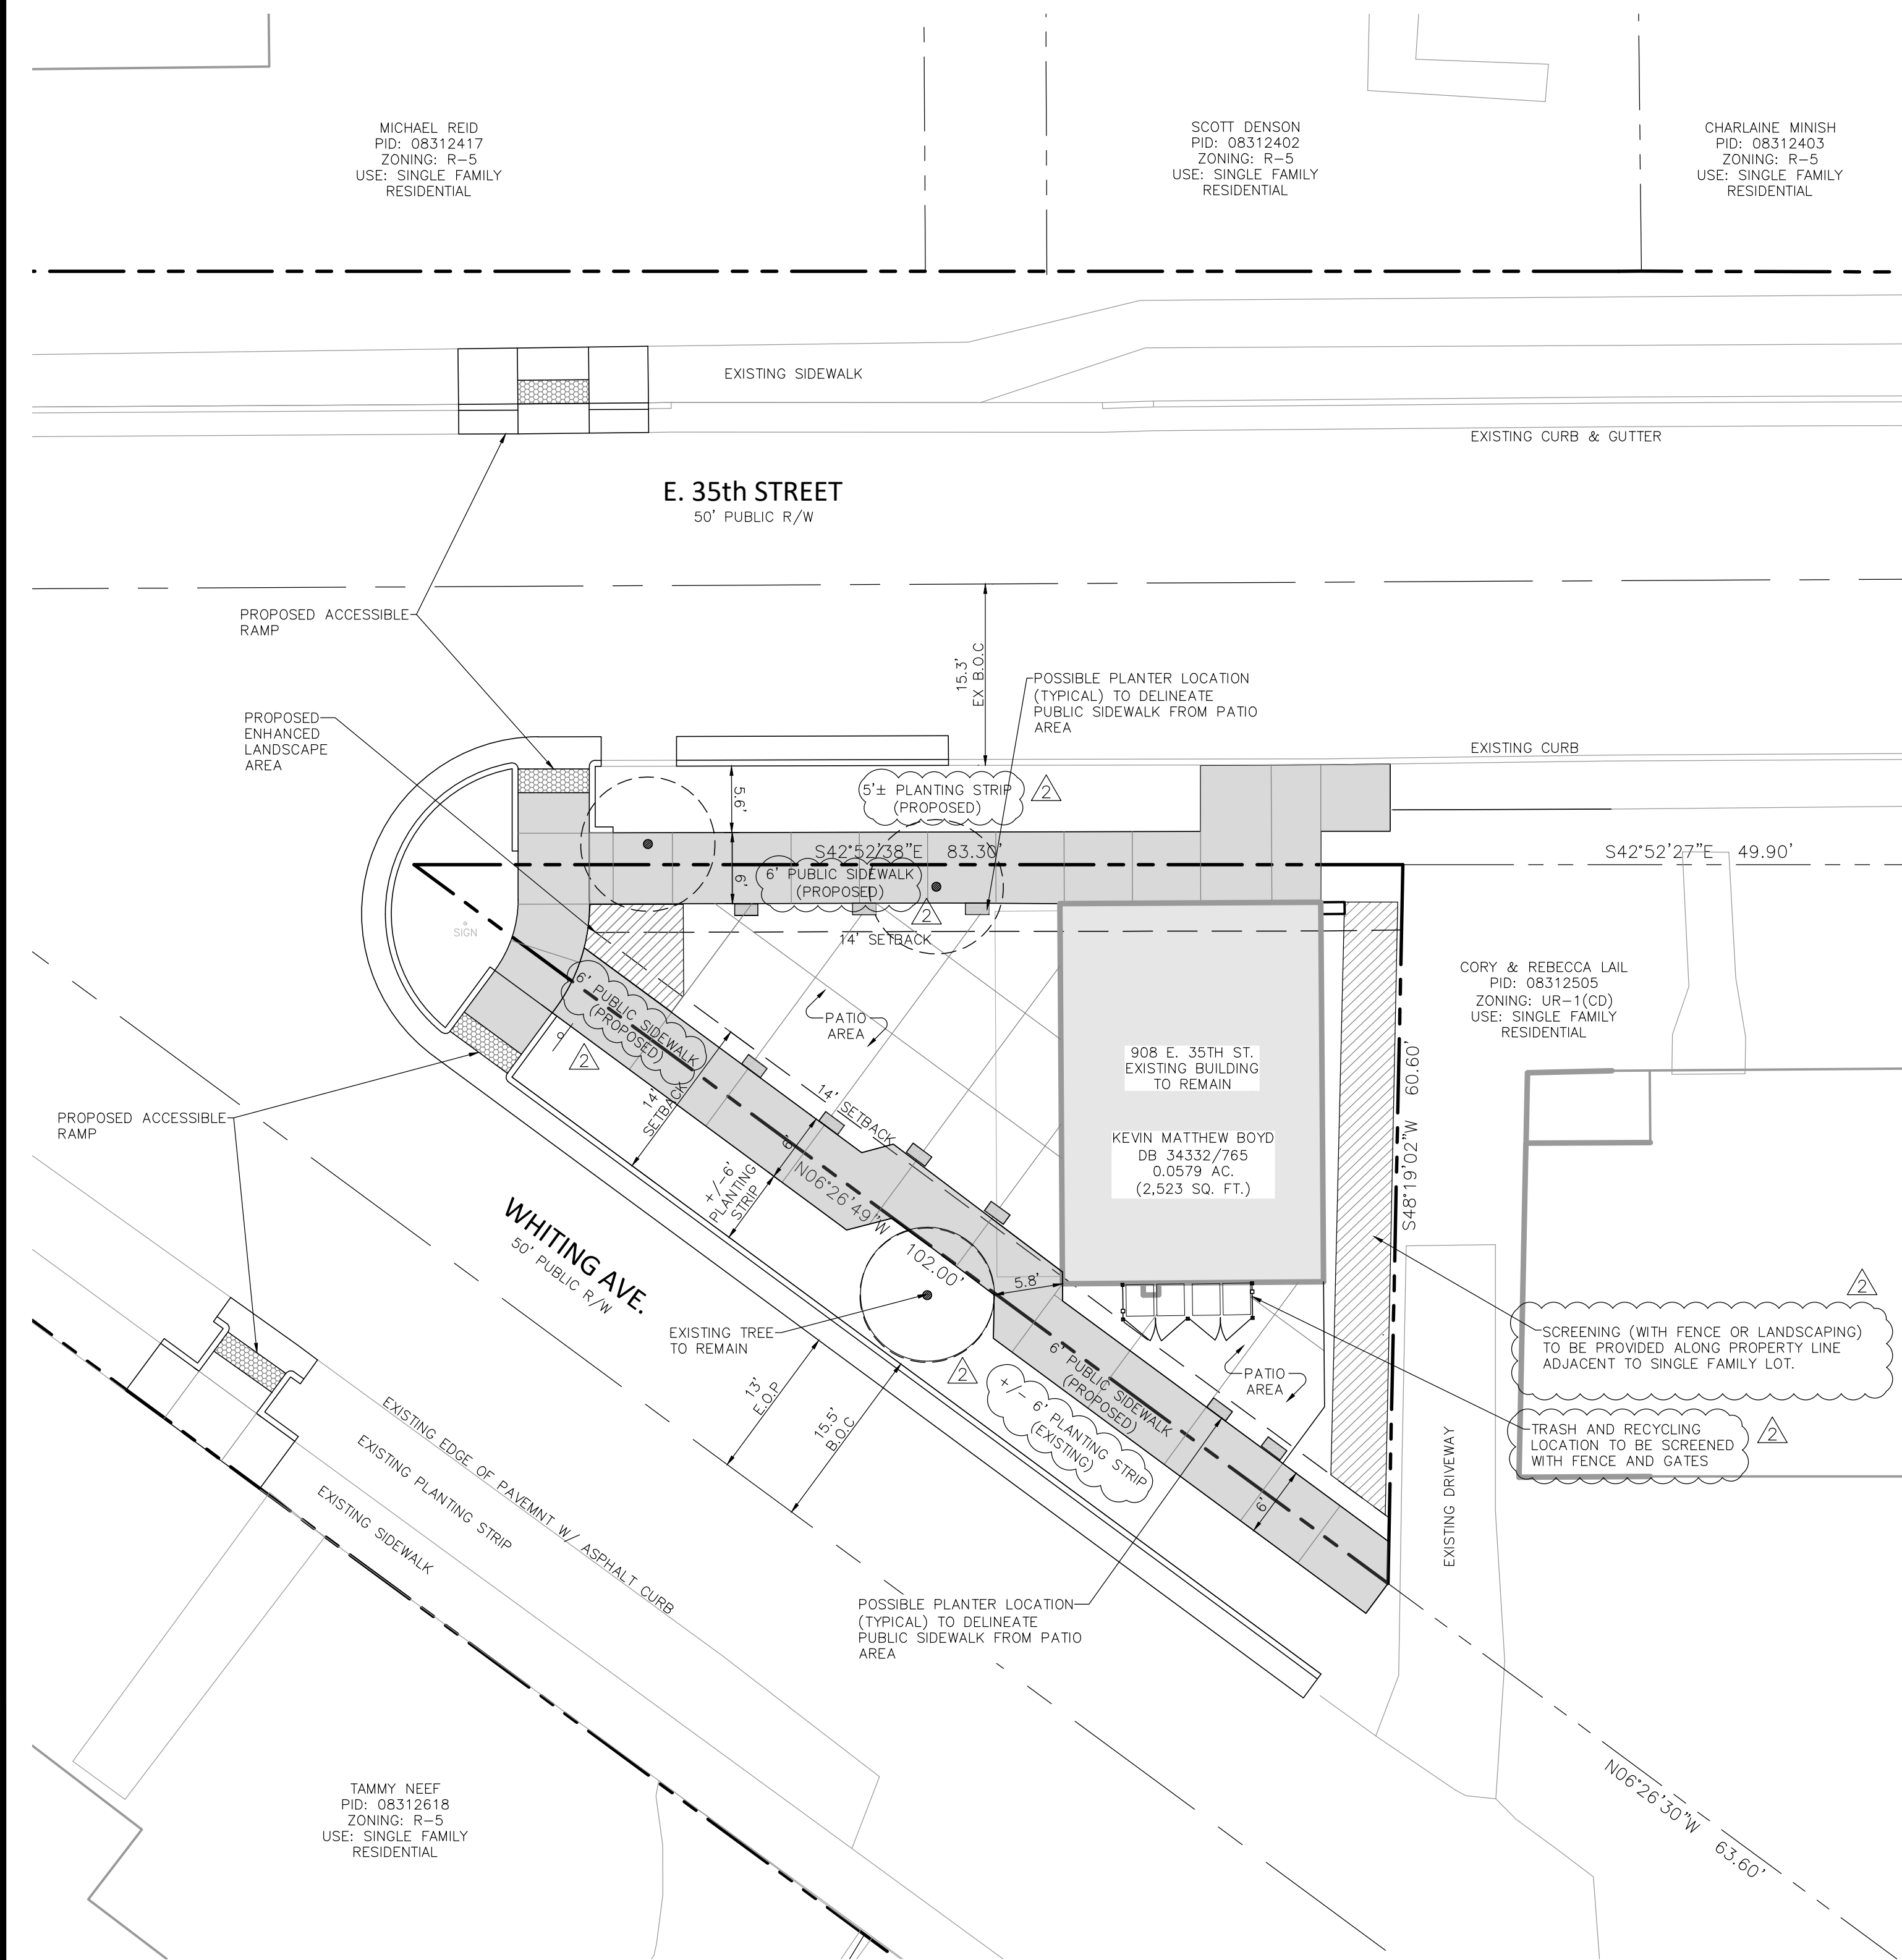 MICHAEL REID
PID: 08312417
ZONING: R-5
USE: SINGLE FAMILY
RESIDENTIAL
SCOTT DENSON
PID: 08312402
ZONING: R-5
USE: SINGLE FAMILY
RESIDENTIAL
CHARLAINE MINISH
PID: 08312403
ZONING: R-5
USE: SINGLE FAMILY
RESIDENTIAL
EXISTING SIDEWALK
EXISTING CURB & GUTTER
E. 35th STREET
50' PUBLIC R/W
PROPOSED ACCESSIBLE
RAMP
15.3'
EX B.O.C
POSSIBLE PLANTER LOCATION
(TYPICAL) TO DELINEATE
PUBLIC SIDEWALK FROM PATIO
AREA
PROPOSED
ENHANCED
LANDSCAPE
AREA
EXISTING CURB
5.6'
5'± PLANTING STRIP
(PROPOSED)
2
S42°52'38"E 83.30'
S42°52'27"E 49.90'
6'
6' PUBLIC SIDEWALK
(PROPOSED)
2
SIGN
14' SETBACK
6' PUBLIC SIDEWALK
(PROPOSED)
6'
2
PATIO
AREA
CORY & REBECCA LAIL
PID: 08312505
ZONING: UR-1(CD)
USE: SINGLE FAMILY
RESIDENTIAL
908 E. 35TH ST.
EXISTING BUILDING
TO REMAIN
KEVIN MATTHEW BOYD
DB 34332/765
0.0579 AC.
(2,523 SQ. FT.)
S48°19'02"W 60.60'
14'
SETBACK
14' SETBACK
PROPOSED ACCESSIBLE
RAMP
6'
+/-6'
PLANTING
STRIP
N06°26'49"W 102.00'
WHITING AVE.
50' PUBLIC R/W
5.8'
EXISTING TREE
TO REMAIN
2
6' PUBLIC SIDEWALK
(PROPOSED)
+/- 6' PLANTING STRIP
(EXISTING)
PATIO
AREA
2
SCREENING (WITH FENCE OR LANDSCAPING)
TO BE PROVIDED ALONG PROPERTY LINE
ADJACENT TO SINGLE FAMILY LOT.
TRASH AND RECYCLING
LOCATION TO BE SCREENED
WITH FENCE AND GATES
2
13'
E.O.P
15.5'
B.O.C
6'
EXISTING DRIVEWAY
EXISTING EDGE OF PAVEMNT W/ ASPHALT CURB
EXISTING PLANTING STRIP
EXISTING SIDEWALK
POSSIBLE PLANTER LOCATION
(TYPICAL) TO DELINEATE
PUBLIC SIDEWALK FROM PATIO
AREA
N06°26'30"W 63.60'
TAMMY NEEF
PID: 08312618
ZONING: R-5
USE: SINGLE FAMILY
RESIDENTIAL